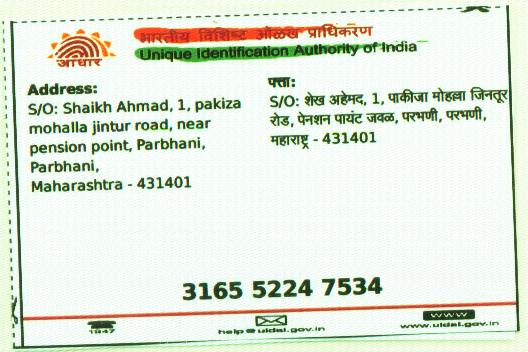 भारतीय विशिष्ट ओळख प्राधिकरण
Unique Identification Authority of India
आधार
Address:
S/O: Shaikh Ahmad, 1, pakiza
mohalla jintur road, near
pension point, Parbhani,
Parbhani,
Maharashtra - 431401
पत्ता:
S/O: शेख अहेमद, 1, पाकीजा मोहल्ला जिनतूर
रोड, पेनशन पायंट जवळ, परभणी, परभणी,
महाराष्ट्र - 431401
3165 5224 7534
1947
help@uidai.gov.in
www
www.uidai.gov.in